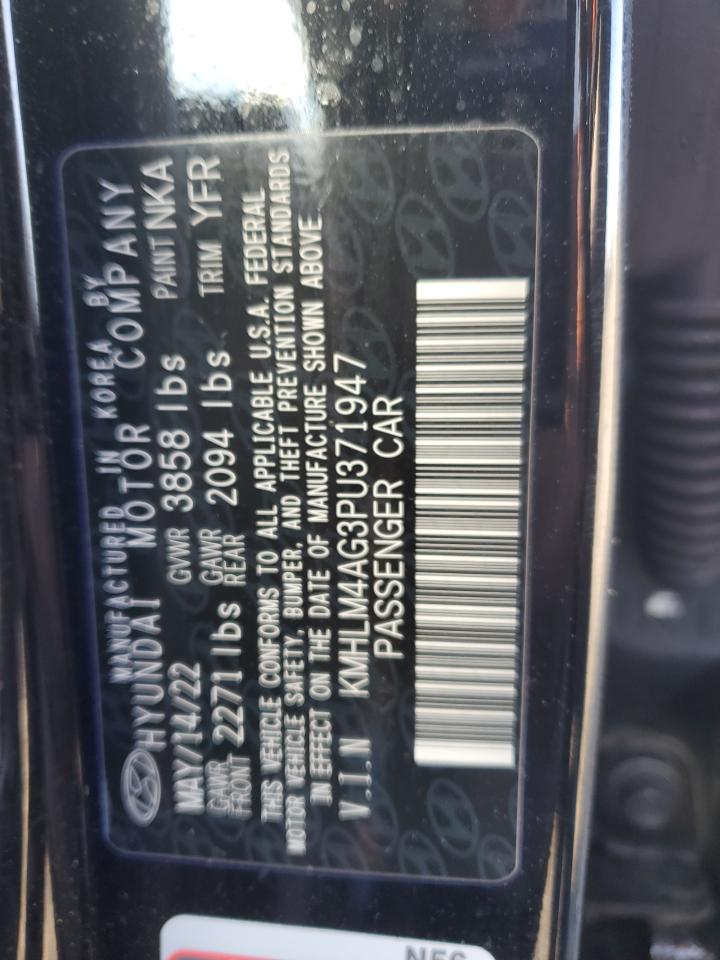 MANUFACTURED IN KOREA BY
HYUNDAI MOTOR COMPANY
MAY/14/22 GVWR 3858 lbs PAINT NKA
GAWR FRONT 2271 lbs GAWR REAR 2094 lbs TRIM YFR
THIS VEHICLE CONFORMS TO ALL APPLICABLE U.S.A. FEDERAL
MOTOR VEHICLE SAFETY, BUMPER, AND THEFT PREVENTION STANDARDS
IN EFFECT ON THE DATE OF MANUFACTURE SHOWN ABOVE.
V.I.N KMHLM4AG3PU371947
PASSENGER CAR